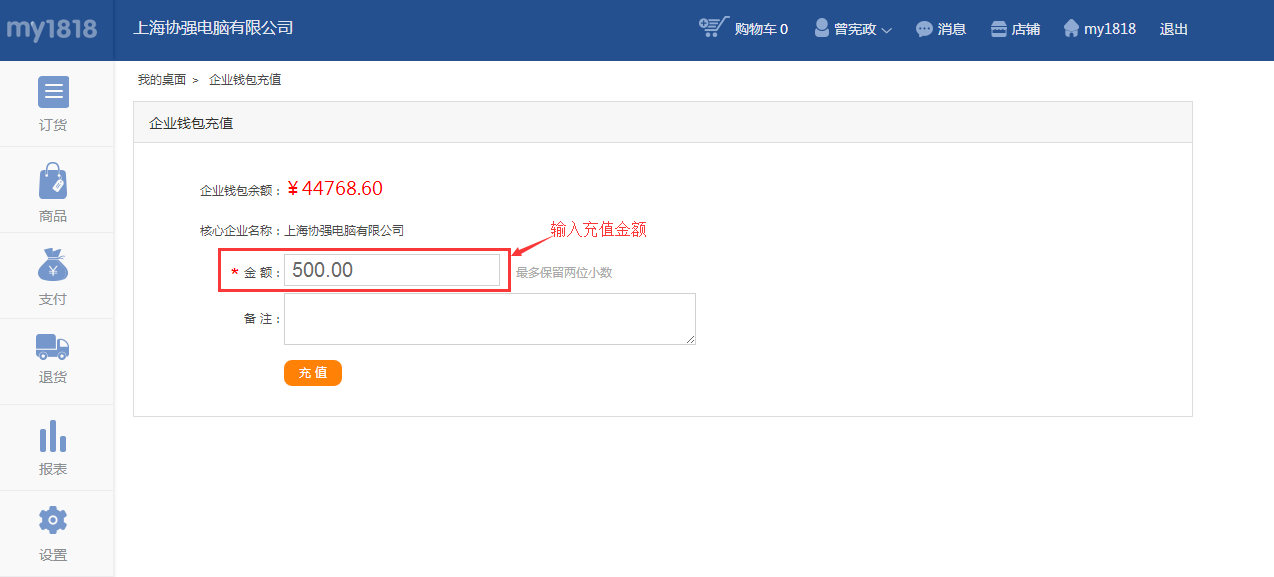 my1818
上海协强电脑有限公司
购物车 0
曾宪政
消息
店铺
my1818
退出
我的桌面 > 企业钱包充值
企业钱包充值
企业钱包余额：¥ 44768.60
核心企业名称：上海协强电脑有限公司
输入充值金额
* 金 额： 500.00 最多保留两位小数
备 注：
充 值
订货
商品
支付
退货
报表
设置